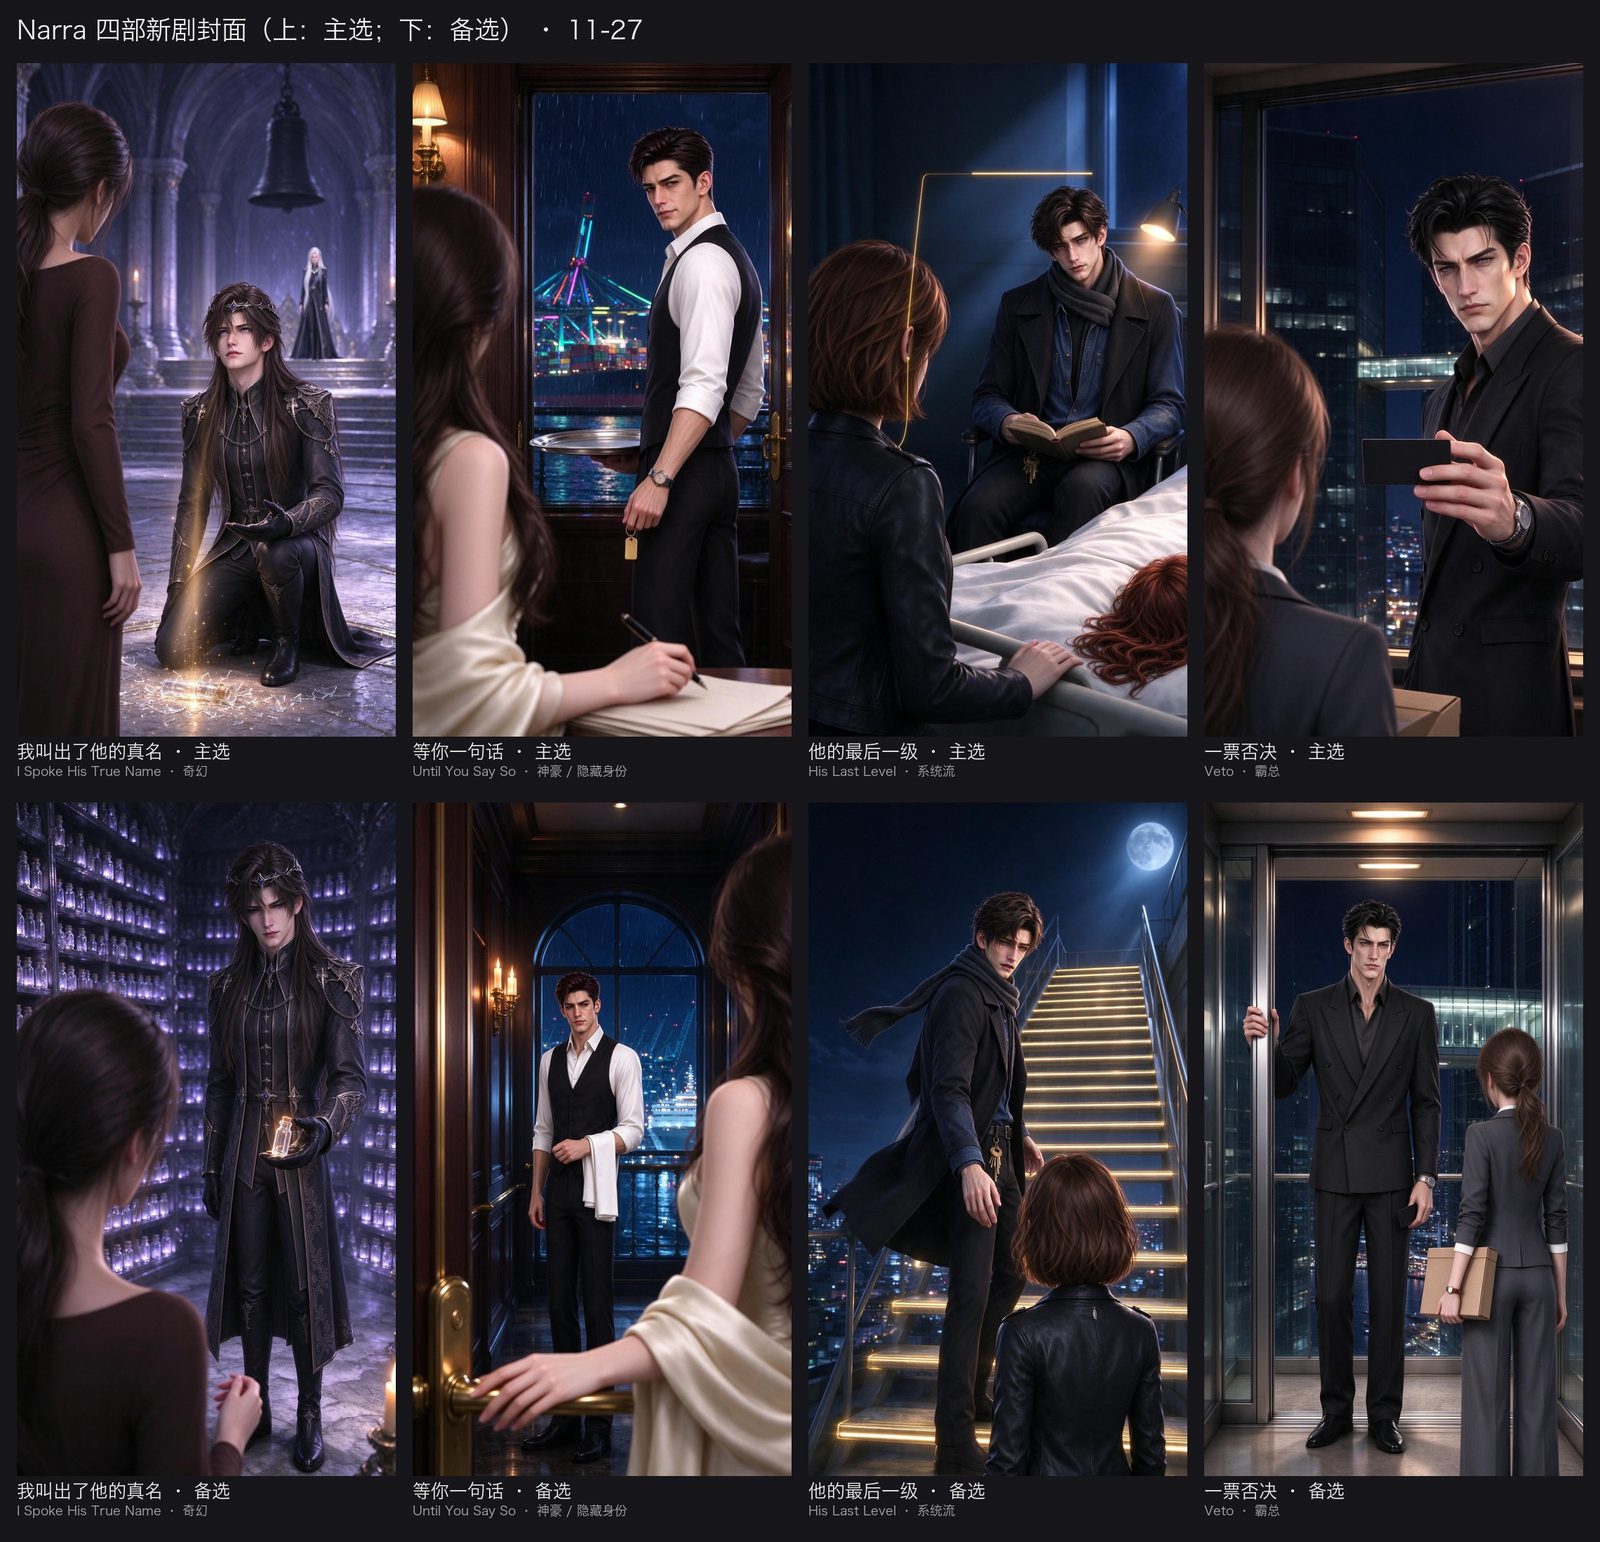 Narra 四部新剧封面（上：主选；下：备选） · 11-27
我叫出了他的真名 · 主选
I Spoke His True Name · 奇幻
等你一句话 · 主选
Until You Say So · 神豪 / 隐藏身份
他的最后一级 · 主选
His Last Level · 系统流
一票否决 · 主选
Veto · 霸总
我叫出了他的真名 · 备选
I Spoke His True Name · 奇幻
等你一句话 · 备选
Until You Say So · 神豪 / 隐藏身份
他的最后一级 · 备选
His Last Level · 系统流
一票否决 · 备选
Veto · 霸总